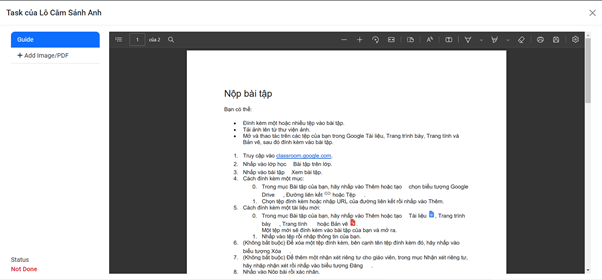 Task của Lô Cẩm Sánh Anh
Guide
+ Add Image/PDF
1 của 2
Nộp bài tập
Bạn có thể:
• Đính kèm một hoặc nhiều tệp vào bài tập.
• Tải ảnh lên từ thư viện ảnh.
• Mở và thao tác trên các tệp của bạn trong Google Tài liệu, Trang trình bày, Trang tính và
Bản vẽ, sau đó đính kèm vào bài tập.
1. Truy cập vào classroom.google.com.
2. Nhấp vào lớp học Bài tập trên lớp.
3. Nhấp vào bài tập Xem bài tập.
4. Cách đính kèm một mục:
0. Trong mục Bài tập của bạn, hãy nhấp vào Thêm hoặc tạo chọn biểu tượng Google
Drive , Đường liên kết hoặc Tệp
1. Chọn tệp đính kèm hoặc nhập URL của đường liên kết rồi nhấp vào Thêm.
5. Cách đính kèm một tài liệu mới:
0. Trong mục Bài tập của bạn, hãy nhấp vào Thêm hoặc tạo Tài liệu , Trang trình
bày , Trang tính hoặc Bản vẽ .
Một tệp mới sẽ đính kèm vào bài tập của bạn và mở ra.
1. Nhấp vào tệp rồi nhập thông tin của bạn.
6. (Không bắt buộc) Để xóa một tệp đính kèm, bên cạnh tên tệp đính kèm đó, hãy nhấp vào
biểu tượng Xóa .
7. (Không bắt buộc) Để thêm một nhận xét riêng tư cho giáo viên, trong mục Nhận xét riêng tư,
hãy nhập nhận xét rồi nhấp vào biểu tượng Đăng .
8. Nhấp vào Nộp bài rồi xác nhận.
Status
Not Done